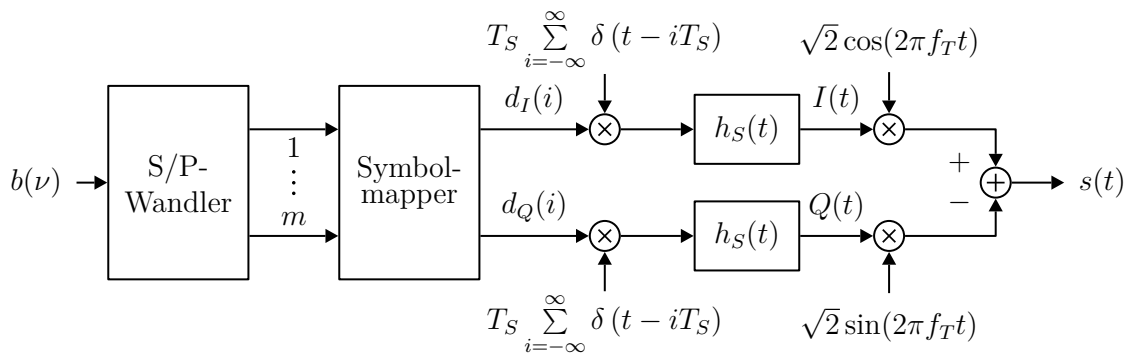 T_S ∑_{i=−∞}^{∞} δ (t − iT_S)
√2 cos(2πf_T t)
b(ν)
S/P-
Wandler
1
⋮
m
Symbol-
mapper
d_I(i)
×
h_S(t)
I(t)
×
+
+
−
s(t)
d_Q(i)
×
h_S(t)
Q(t)
×
T_S ∑_{i=−∞}^{∞} δ (t − iT_S)
√2 sin(2πf_T t)